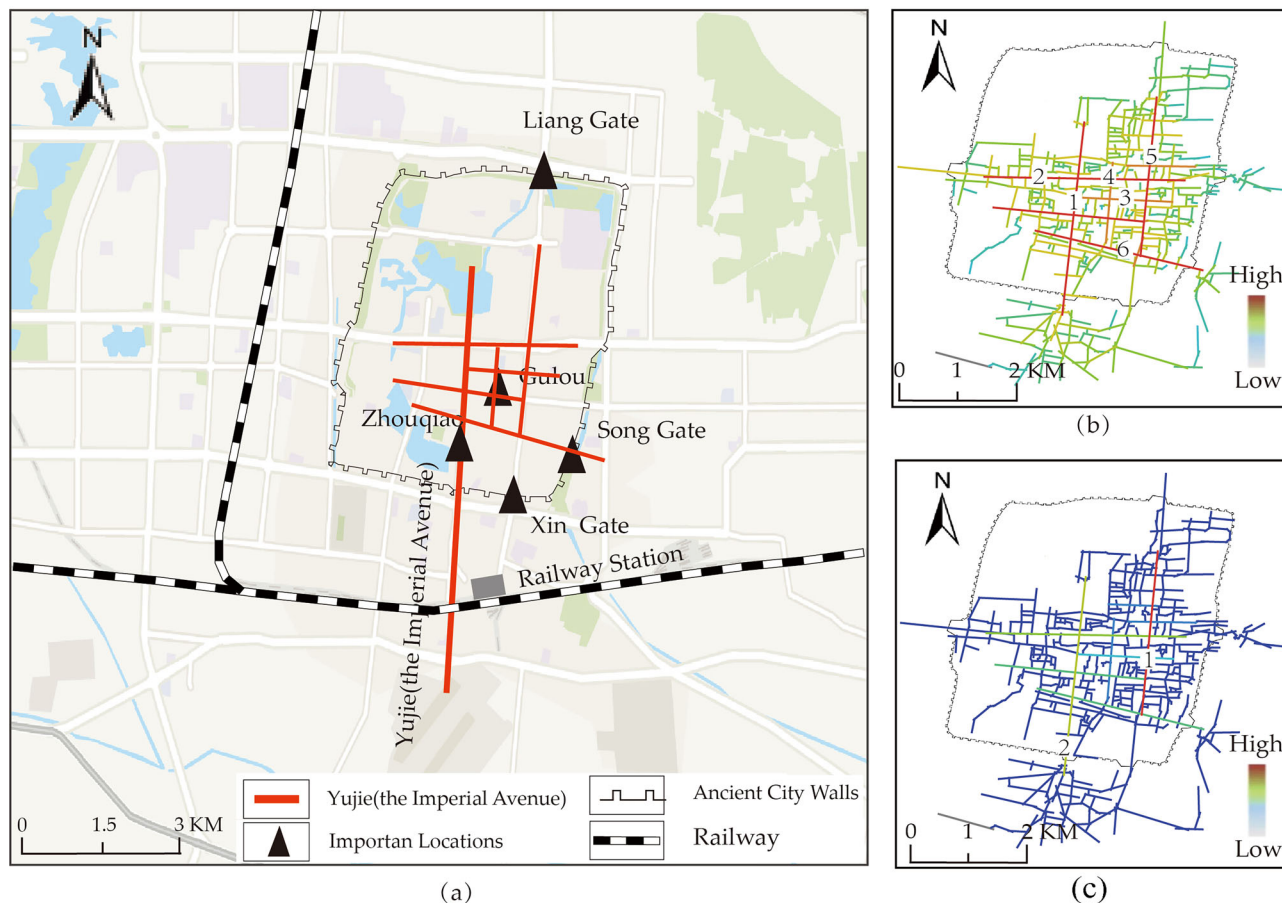 N
Liang Gate
Gulou
Zhouqiao
Song Gate
Xin Gate
Railway Station
Yujie(the Imperial Avenue)
Yujie(the Imperial Avenue)
Ancient City Walls
Importan Locations
Railway
0 1.5 3 KM
(a)
N
5
2 4
1 3
6
High
Low
0 1 2 KM
(b)
N
1
2
High
Low
0 1 2 KM
(c)